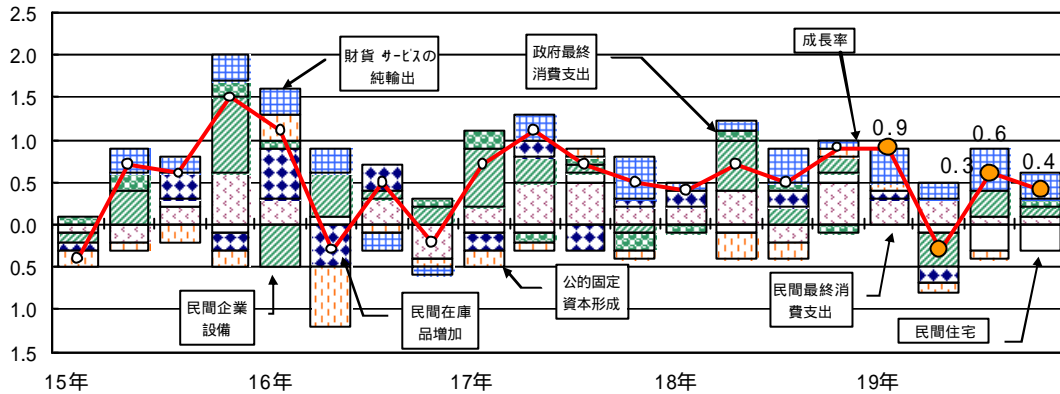 2.5
2.0
1.5
1.0
0.5
0.0
0.5
1.0
1.5
財貨 サービスの
純輸出
政府最終
消費支出
成長率
0.9
0.3
0.6
0.4
民間企業
設備
民間在庫
品増加
公的固定
資本形成
民間最終消
費支出
民間住宅
15年
16年
17年
18年
19年